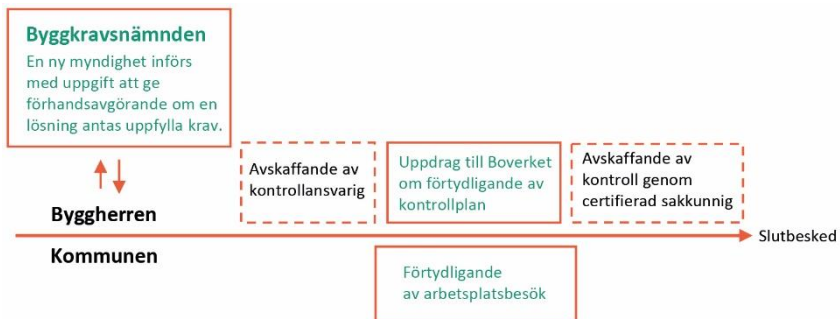 Byggkravsnämnden
En ny myndighet införs
med uppgift att ge
förhandsavgörande om en
lösning antas uppfylla krav.
Avskaffande av
kontrollansvarig
Uppdrag till Boverket
om förtydligande av
kontrollplan
Avskaffande av
kontroll genom
certifierad sakkunnig
Byggherren
Slutbesked
Kommunen
Förtydligande
av arbetsplatsbesök